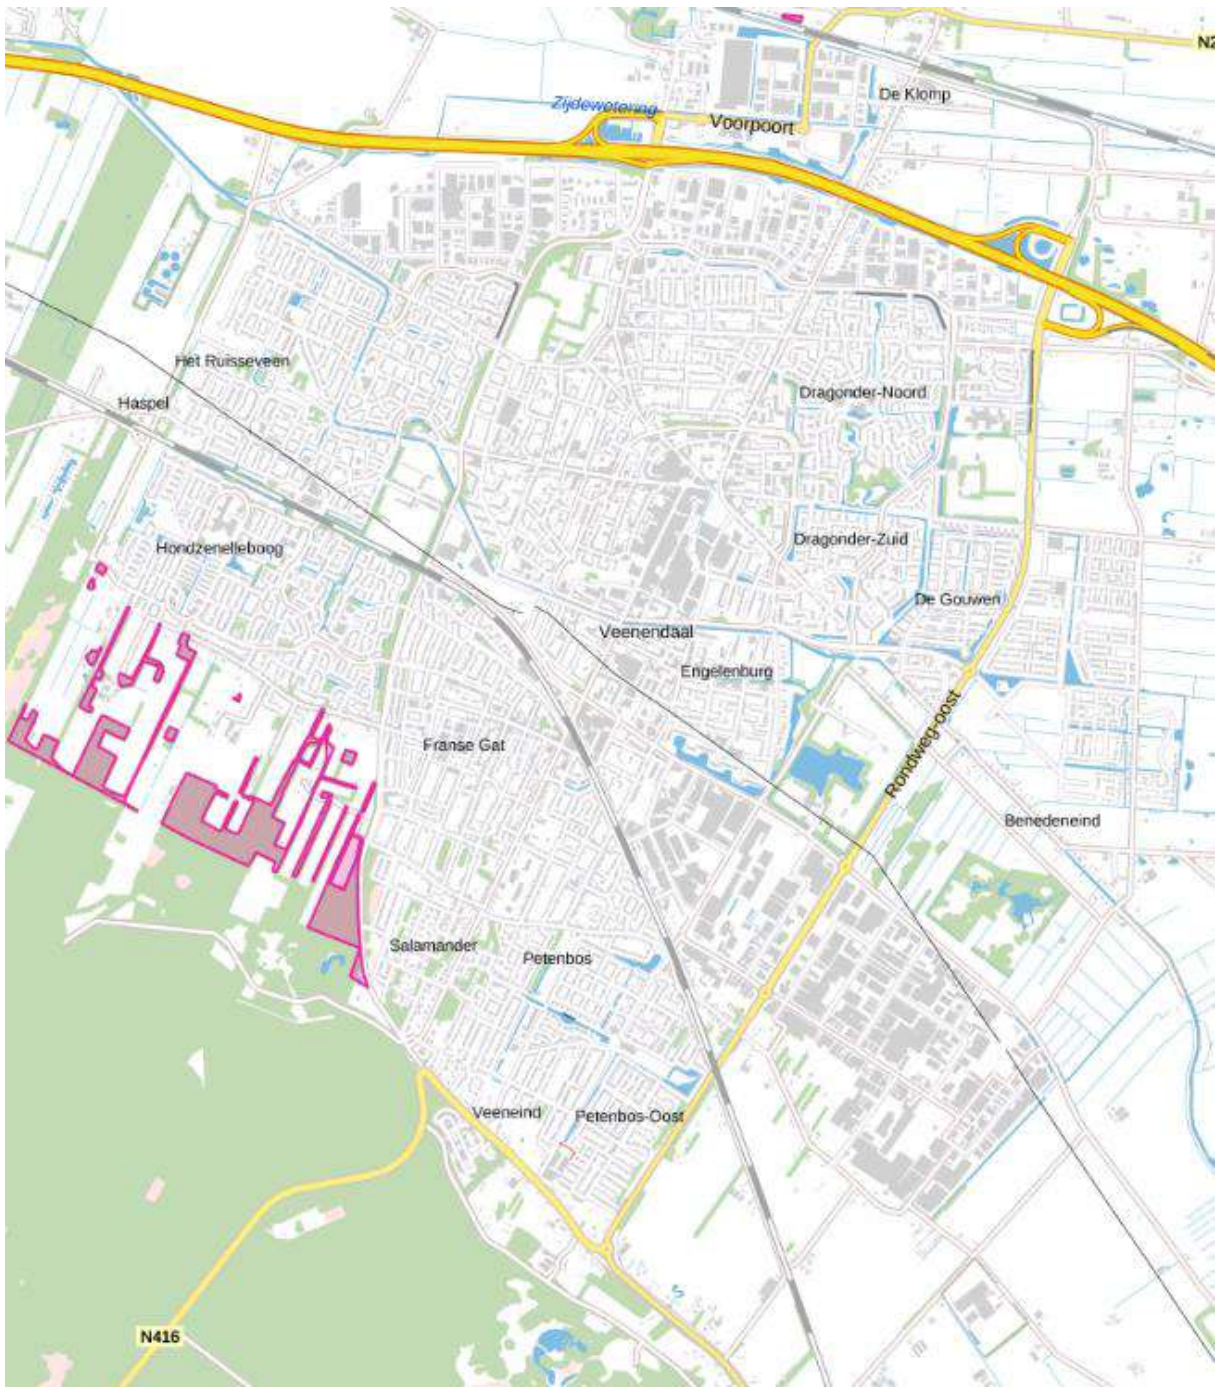 N2
De Klomp
Zijdewetering
Voorpoort
Het Ruisseveen
Dragonder-Noord
Haspel
Dragonder-Zuid
Hondzenelleboog
De Gouwen
Veenendaal
Engelenburg
Rondweg-oost
Franse Gat
Benedeneind
Salamander
Petenbos
Veeneind
Petenbos-Oost
N416